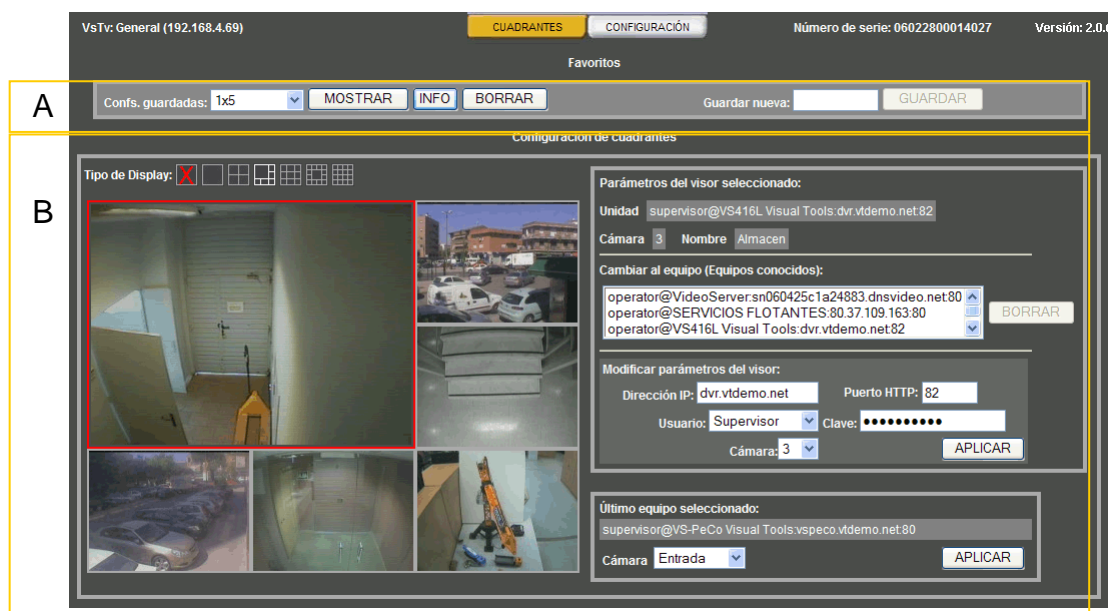 VsTv: General (192.168.4.69) CUADRANTES CONFIGURACIÓN Número de serie: 06022800014027 Versión: 2.0.
Favoritos
A
Confs. guardadas: 1x5 MOSTRAR INFO BORRAR Guardar nueva: GUARDAR
Configuración de cuadrantes
B
Tipo de Display:
Parámetros del visor seleccionado:
Unidad supervisor@VS416L Visual Tools:dvr.vtdemo.net:82
Cámara 3 Nombre Almacen
Cambiar al equipo (Equipos conocidos):
operator@VideoServer:sn060425c1a24883.dnsvideo.net:80
operator@SERVICIOS FLOTANTES:80.37.109.163:80
operator@VS416L Visual Tools:dvr.vtdemo.net:82
BORRAR
Modificar parámetros del visor:
Dirección IP: dvr.vtdemo.net Puerto HTTP: 82
Usuario: Supervisor Clave: ●●●●●●●●●●
Cámara: 3 APLICAR
Último equipo seleccionado:
supervisor@VS-PeCo Visual Tools:vspeco.vtdemo.net:80
Cámara Entrada APLICAR